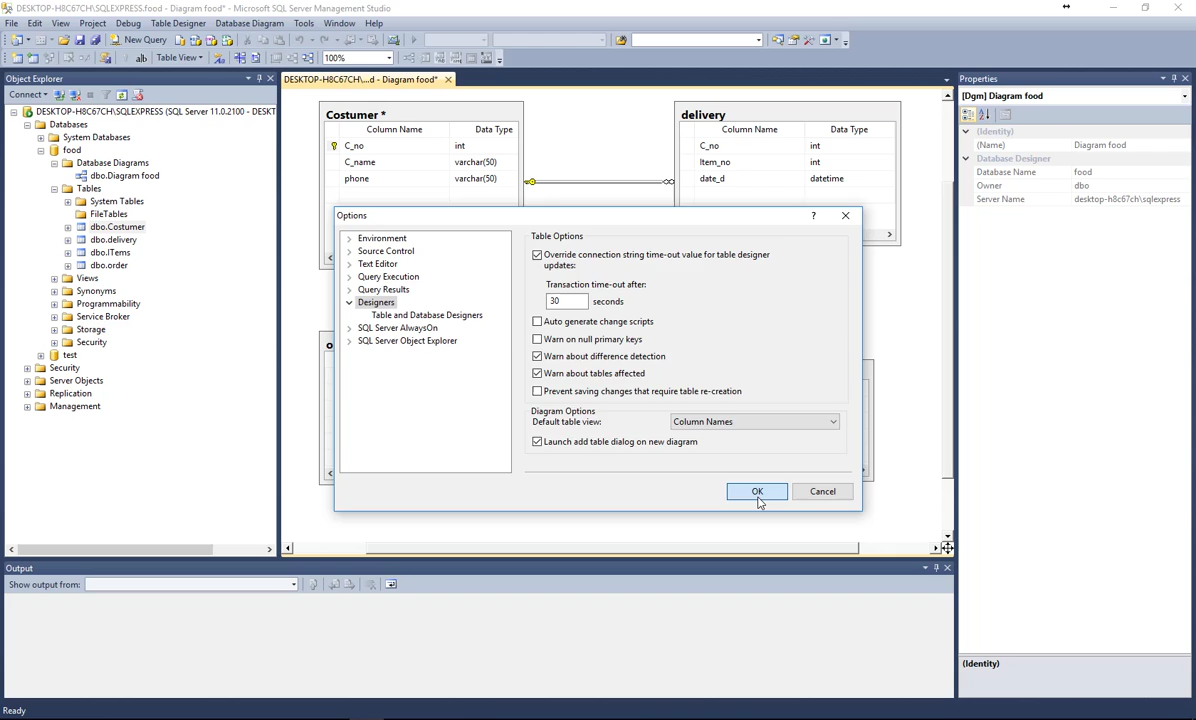 DESKTOP-H8C67CH\SQLEXPRESS.food - Diagram food* - Microsoft SQL Server Management Studio
File Edit View Project Debug Table Designer Database Diagram Tools Window Help
New Query
ab Table View 100%
Object Explorer
Connect
DESKTOP-H8C67CH\SQLEXPRESS (SQL Server 11.0.2100 - DESKT
Databases
System Databases
food
Database Diagrams
dbo.Diagram food
Tables
System Tables
FileTables
dbo.Costumer
dbo.delivery
dbo.ITems
dbo.order
Views
Synonyms
Programmability
Service Broker
Storage
Security
test
Security
Server Objects
Replication
Management
DESKTOP-H8C67CH\...d - Diagram food*
Costumer *
Column Name Data Type
C_no int
C_name varchar(50)
phone varchar(50)
delivery
Column Name Data Type
C_no int
Item_no int
date_d datetime
o
Options
?
Environment
Source Control
Text Editor
Query Execution
Query Results
Designers
Table and Database Designers
SQL Server AlwaysOn
SQL Server Object Explorer
Table Options
Override connection string time-out value for table designer
updates:
Transaction time-out after:
30 seconds
Auto generate change scripts
Warn on null primary keys
Warn about difference detection
Warn about tables affected
Prevent saving changes that require table re-creation
Diagram Options
Default table view: Column Names
Launch add table dialog on new diagram
OK Cancel
Properties
[Dgm] Diagram food
(Identity)
(Name) Diagram food
Database Designer
Database Name food
Owner dbo
Server Name desktop-h8c67ch\sqlexpress
(Identity)
Output
Show output from:
Ready